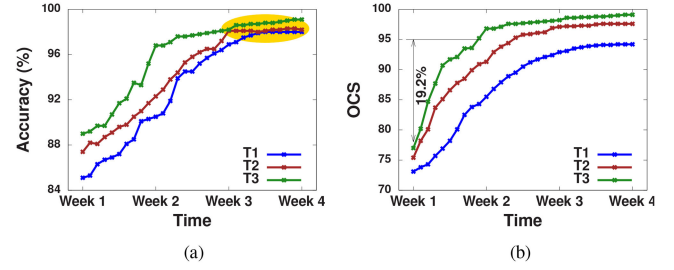 100
96
92
88
84
Accuracy (%)
T1
T2
T3
Week 1 Week 2 Week 3 Week 4
Time
(a)
100
95
90
85
80
75
70
OCS
19.2%
T1
T2
T3
Week 1 Week 2 Week 3 Week 4
Time
(b)